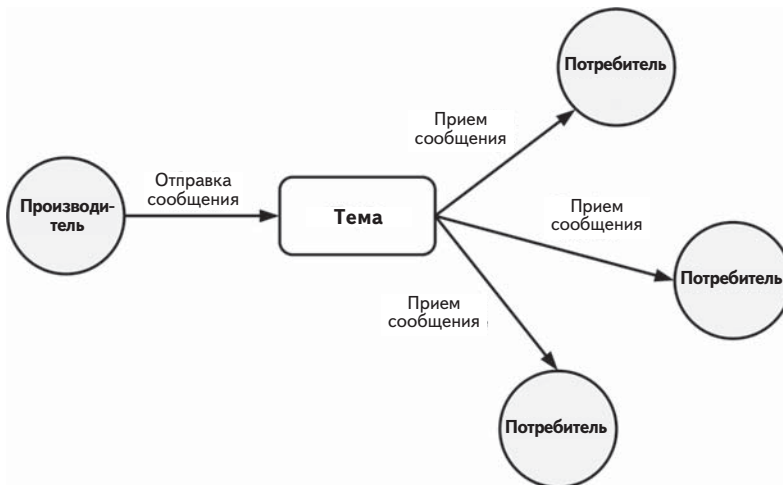 Потребитель
Прием
сообщения
Отправка
сообщения
Производи-
тель
Тема
Прием
сообщения
Потребитель
Прием
сообщения
Потребитель